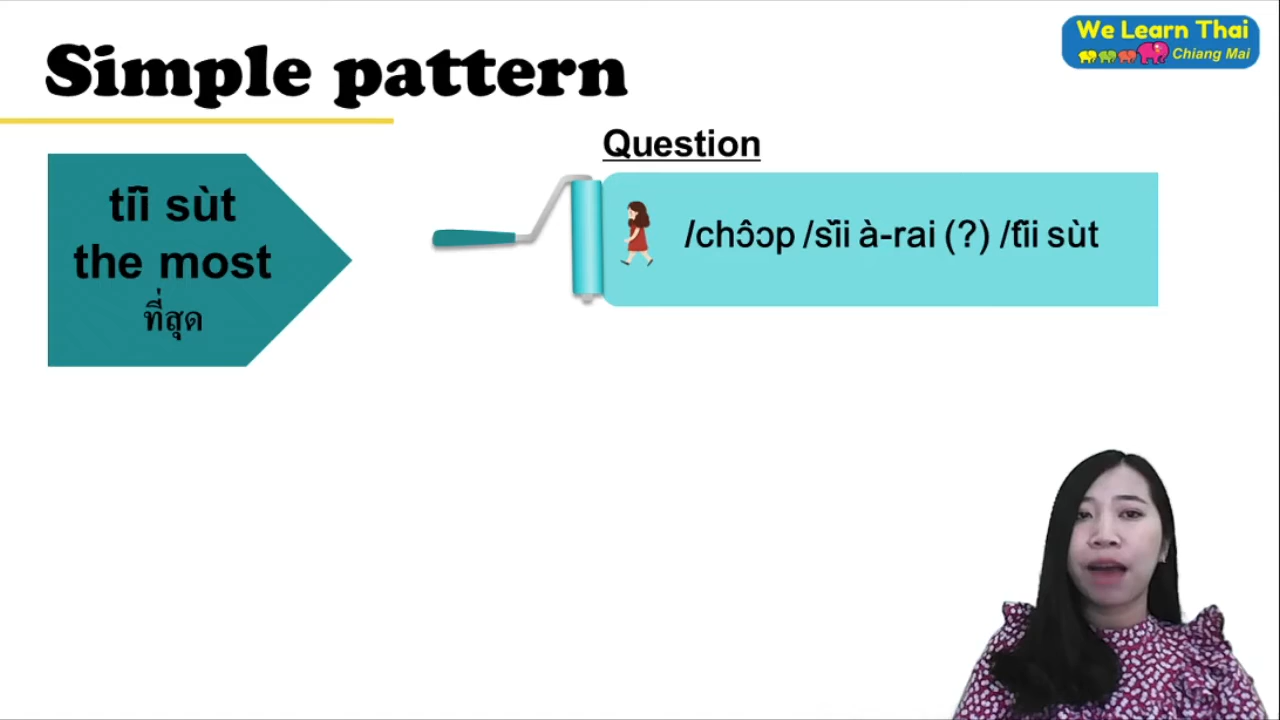 We Learn Thai
Chiang Mai
Simple pattern
tîi sùt
the most
ที่สุด
Question
/chɔ̂ɔp /sǐi à-rai (?) /tîi sùt